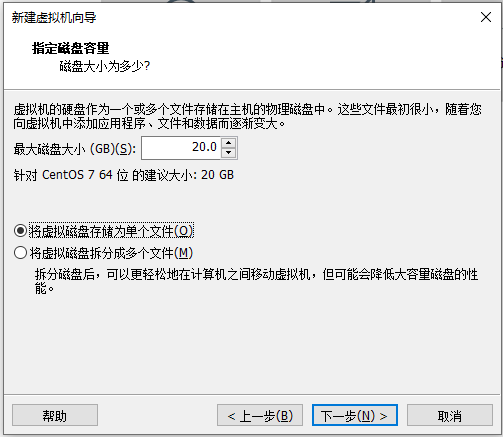 新建虚拟机向导
指定磁盘容量
磁盘大小为多少?
虚拟机的硬盘作为一个或多个文件存储在主机的物理磁盘中。这些文件最初很小，随着您
向虚拟机中添加应用程序、文件和数据而逐渐变大。
最大磁盘大小 (GB)(S): 20.0
针对 CentOS 7 64 位 的建议大小: 20 GB
将虚拟磁盘存储为单个文件(O)
将虚拟磁盘拆分成多个文件(M)
拆分磁盘后，可以更轻松地在计算机之间移动虚拟机，但可能会降低大容量磁盘的性
能。
帮助 < 上一步(B) 下一步(N) > 取消